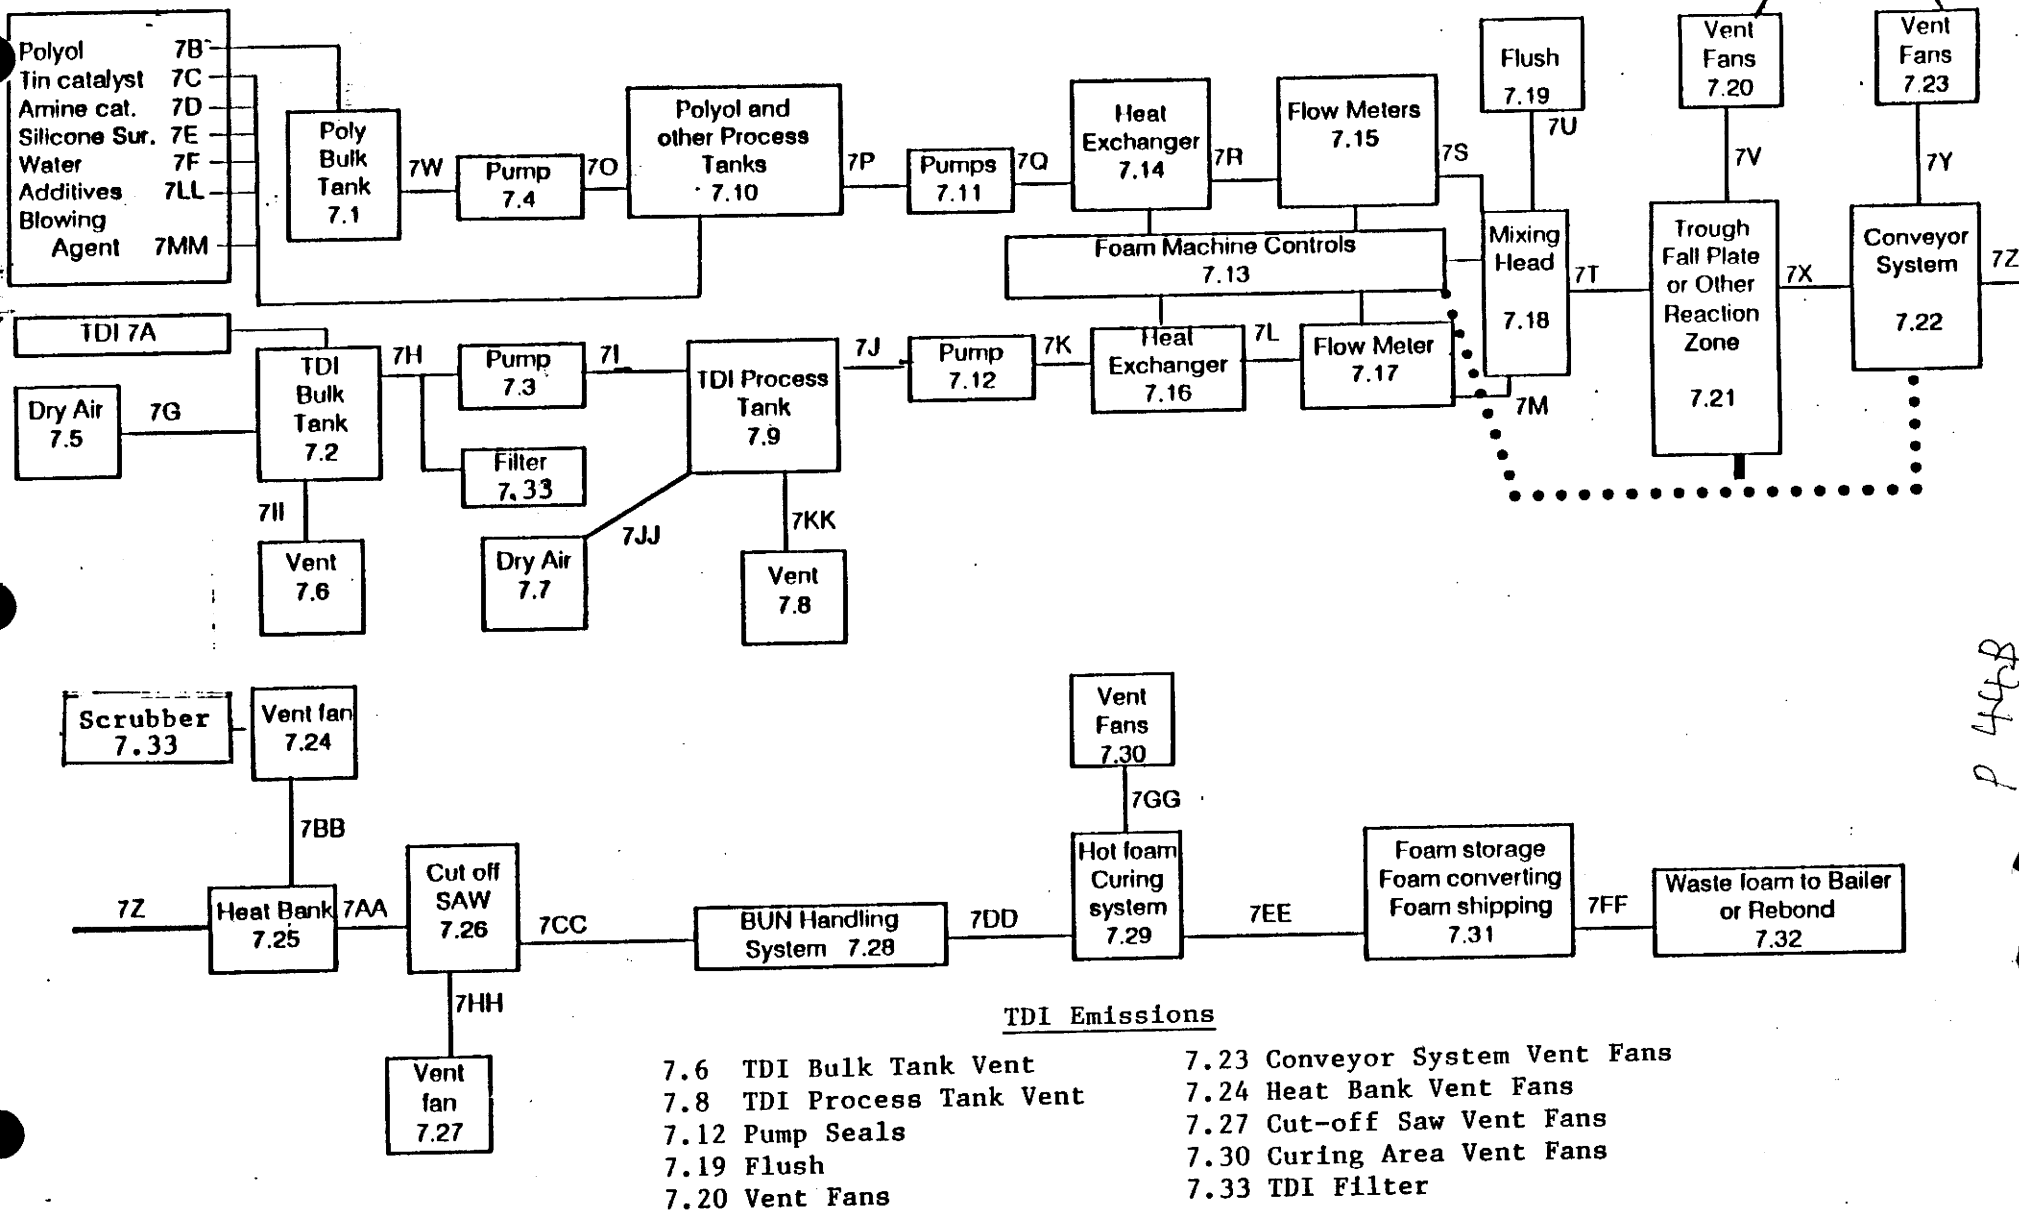 Polyol 7B
Tin catalyst 7C
Amine cat. 7D
Silicone Sur. 7E
Water 7F
Additives 7LL
Blowing
Agent 7MM
Poly
Bulk
Tank
7.1
7W
Pump
7.4
7O
Polyol and
other Process
Tanks
7.10
7P
Pumps
7.11
7Q
Heat
Exchanger
7.14
7R
Flow Meters
7.15
7S
Flush
7.19
7U
Vent
Fans
7.20
7V
Vent
Fans
7.23
7Y
Foam Machine Controls
7.13
Mixing
Head
7.18
7T
Trough
Fall Plate
or Other
Reaction
Zone
7.21
7X
Conveyor
System
7.22
7Z
TDI 7A
Dry Air
7.5
7G
TDI
Bulk
Tank
7.2
7H
Pump
7.3
7I
Filter
7.33
TDI Process
Tank
7.9
7J
Pump
7.12
7K
Heat
Exchanger
7.16
7L
Flow Meter
7.17
7M
7II
Vent
7.6
Dry Air
7.7
7JJ
7KK
Vent
7.8
P 44CB
Scrubber
7.33
Vent fan
7.24
7BB
7Z
Heat Bank
7.25
7AA
Cut off
SAW
7.26
7CC
7HH
Vent
fan
7.27
BUN Handling
System 7.28
7DD
Vent
Fans
7.30
7GG
Hot foam
Curing
system
7.29
7EE
Foam storage
Foam converting
Foam shipping
7.31
7FF
Waste foam to Bailer
or Rebond
7.32
TDI Emissions
7.6 TDI Bulk Tank Vent
7.8 TDI Process Tank Vent
7.12 Pump Seals
7.19 Flush
7.20 Vent Fans
7.23 Conveyor System Vent Fans
7.24 Heat Bank Vent Fans
7.27 Cut-off Saw Vent Fans
7.30 Curing Area Vent Fans
7.33 TDI Filter